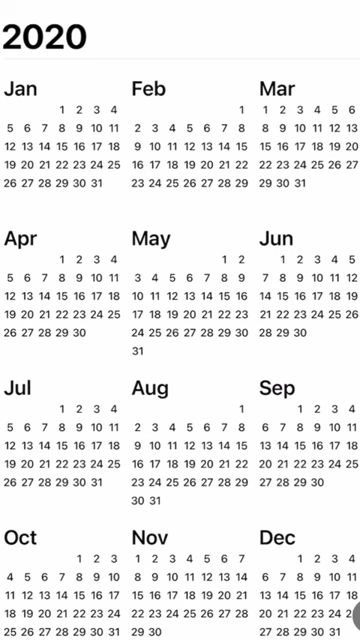 2020
Jan
1 2 3 4
5 6 7 8 9 10 11
12 13 14 15 16 17 18
19 20 21 22 23 24 25
26 27 28 29 30 31
Feb
1
2 3 4 5 6 7 8
9 10 11 12 13 14 15
16 17 18 19 20 21 22
23 24 25 26 27 28 29
Mar
1 2 3 4 5 6
8 9 10 11 12 13
15 16 17 18 19 20
22 23 24 25 26 27
29 30 31
Apr
1 2 3 4
5 6 7 8 9 10 11
12 13 14 15 16 17 18
19 20 21 22 23 24 25
26 27 28 29 30
May
1 2
3 4 5 6 7 8 9
10 11 12 13 14 15 16
17 18 19 20 21 22 23
24 25 26 27 28 29 30
31
Jun
1 2 3 4 5
7 8 9 10 11 12
14 15 16 17 18 19
21 22 23 24 25 26
28 29 30
Jul
1 2 3 4
5 6 7 8 9 10 11
12 13 14 15 16 17 18
19 20 21 22 23 24 25
26 27 28 29 30 31
Aug
1
2 3 4 5 6 7 8
9 10 11 12 13 14 15
16 17 18 19 20 21 22
23 24 25 26 27 28 29
30 31
Sep
1 2 3 4
6 7 8 9 10 11
13 14 15 16 17 18
20 21 22 23 24 25
27 28 29 30
Oct
1 2 3
4 5 6 7 8 9 10
11 12 13 14 15 16 17
18 19 20 21 22 23 24
25 26 27 28 29 30 31
Nov
1 2 3 4 5 6 7
8 9 10 11 12 13 14
15 16 17 18 19 20 21
22 23 24 25 26 27 28
29 30
Dec
1 2 3 4
6 7 8 9 10 11
13 14 15 16 17 18
20 21 22 23 24
27 28 29 30 31